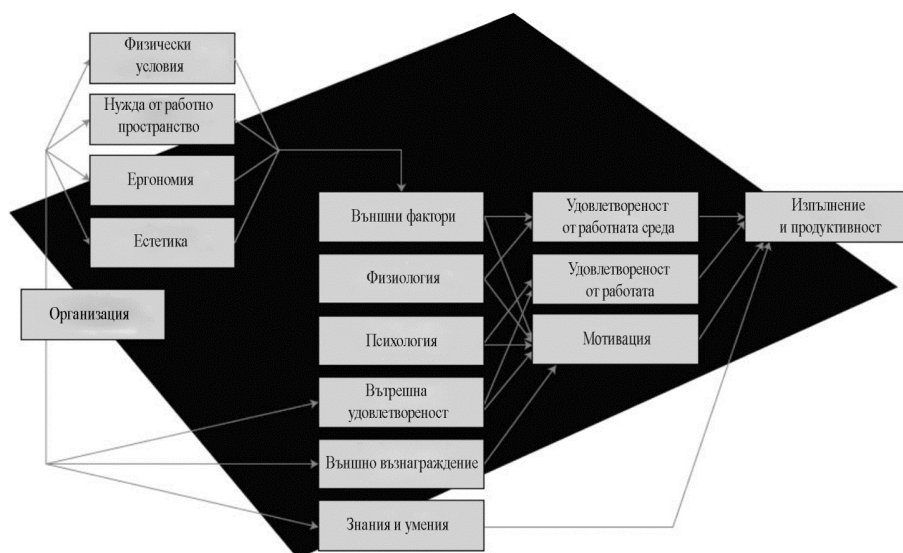 Физически
условия
Нужда от работно
пространство
Ергономия
Естетика
Организация
Външни фактори
Физиология
Психология
Вътрешна
удовлетвореност
Външно възнаграждение
Знания и умения
Удовлетвореност
от работната среда
Удовлетвореност
от работата
Мотивация
Изпълнение
и продуктивност